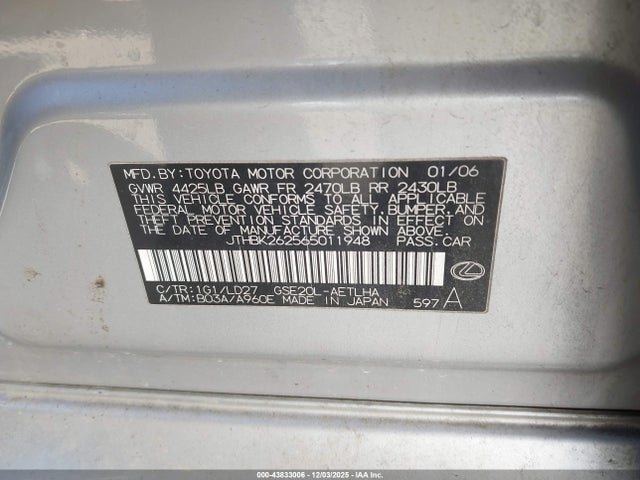 MFD.BY:TOYOTA MOTOR CORPORATION 01/06
GVWR 4425LB GAWR FR 2470LB RR 2430LB
THIS VEHICLE CONFORMS TO ALL APPLICABLE
FEDERAL MOTOR VEHICLE SAFETY,BUMPER,AND
THEFT PREVENTION STANDARDS IN EFFECT ON
THE DATE OF MANUFACTURE SHOWN ABOVE.
JTHBK262565011948 PASS.CAR
C/TR:1G1/LD27 GSE20L-AETLHA
A/TM:B03A/A960E MADE IN JAPAN 597 A
000-43833006 - 12/03/2025 - IAA Inc.